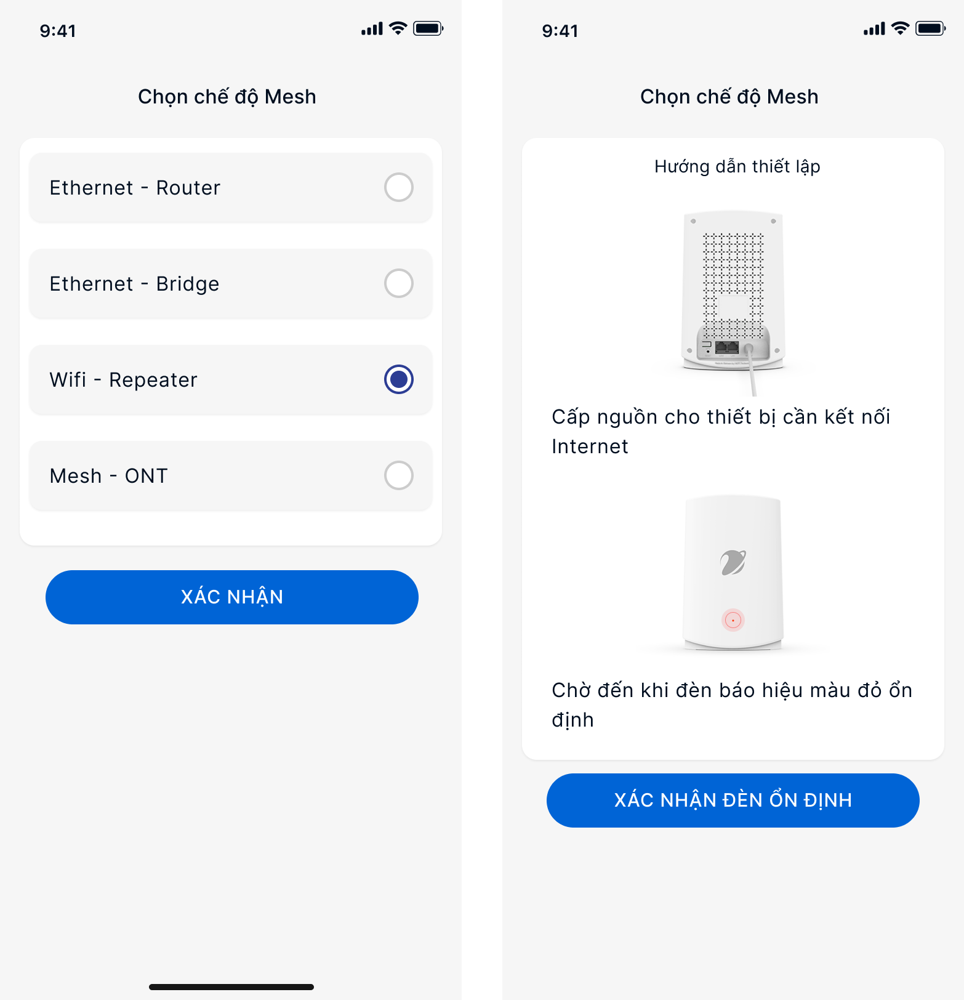 9:41
Chọn chế độ Mesh
Ethernet - Router
Ethernet - Bridge
Wifi - Repeater
Mesh - ONT
XÁC NHẬN
9:41
Chọn chế độ Mesh
Hướng dẫn thiết lập
Cấp nguồn cho thiết bị cần kết nối
Internet
Chờ đến khi đèn báo hiệu màu đỏ ổn
định
XÁC NHẬN ĐÈN ỔN ĐỊNH